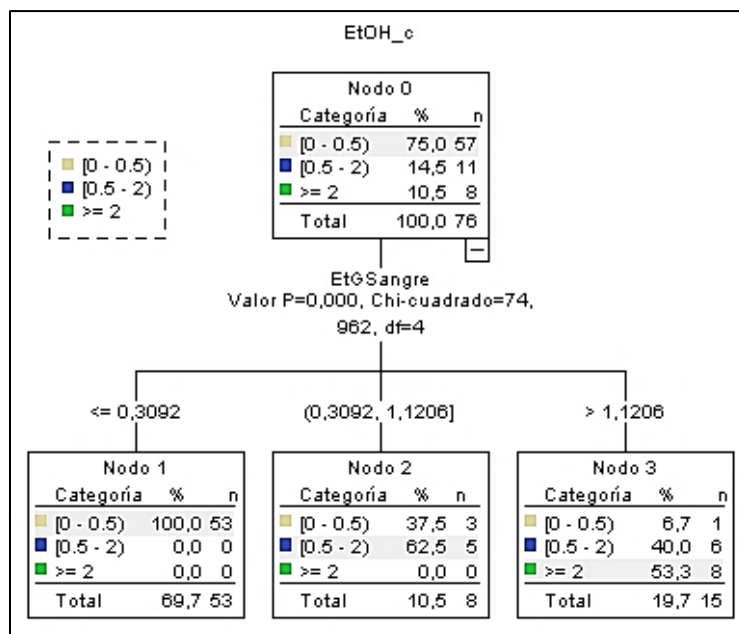 EtOH_c
[0 - 0.5)
[0.5 - 2)
>= 2
Nodo 0
Categoría % n
[0 - 0.5) 75,0 57
[0.5 - 2) 14,5 11
>= 2 10,5 8
Total 100,0 76
EtGSangre
Valor P=0,000, Chi-cuadrado=74,
962, df=4
<= 0,3092
(0,3092, 1,1206]
> 1,1206
Nodo 1
Categoría % n
[0 - 0.5) 100,0 53
[0.5 - 2) 0,0 0
>= 2 0,0 0
Total 69,7 53
Nodo 2
Categoría % n
[0 - 0.5) 37,5 3
[0.5 - 2) 62,5 5
>= 2 0,0 0
Total 10,5 8
Nodo 3
Categoría % n
[0 - 0.5) 6,7 1
[0.5 - 2) 40,0 6
>= 2 53,3 8
Total 19,7 15